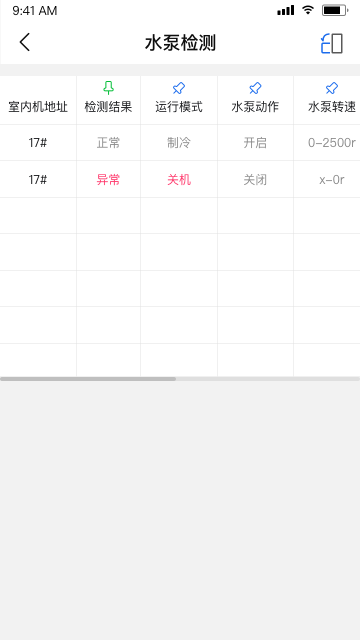 9:41 AM
水泵检测
室内机地址 检测结果 运行模式 水泵动作 水泵转速
17# 正常 制冷 开启 0-2500r
17# 异常 关机 关闭 x-0r